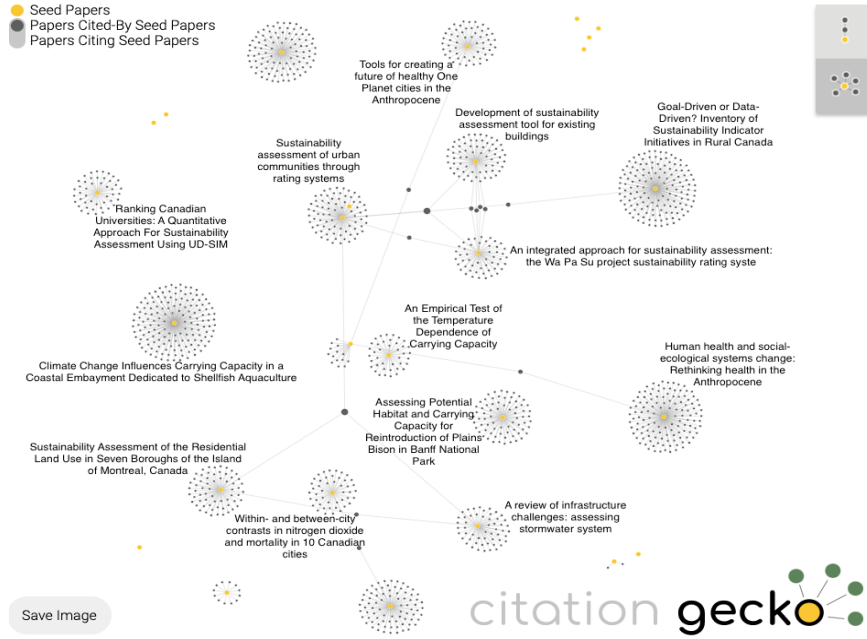 Seed Papers
Papers Cited-By Seed Papers
Papers Citing Seed Papers
Tools for creating a
future of healthy One
Planet cities in the
Anthropocene
Development of sustainability
assessment tool for existing
buildings
Goal-Driven or Data-
Driven? Inventory of
Sustainability Indicator
Initiatives in Rural Canada
Sustainability
assessment of urban
communities through
rating systems
Ranking Canadian
Universities: A Quantitative
Approach For Sustainability
Assessment Using UD-SIM
An integrated approach for sustainability assessment:
the Wa Pa Su project sustainability rating syste
An Empirical Test of
the Temperature
Dependence of
Carrying Capacity
Climate Change Influences Carrying Capacity in a
Coastal Embayment Dedicated to Shellfish Aquaculture
Human health and social-
ecological systems change:
Rethinking health in the
Anthropocene
Assessing Potential
Habitat and Carrying
Capacity for
Reintroduction of Plains
Bison in Banff National
Park
Sustainability Assessment of the Residential
Land Use in Seven Boroughs of the Island
of Montreal, Canada
A review of infrastructure
challenges: assessing
stormwater system
Within- and between-city
contrasts in nitrogen dioxide
and mortality in 10 Canadian
cities
Save Image
citation gecko